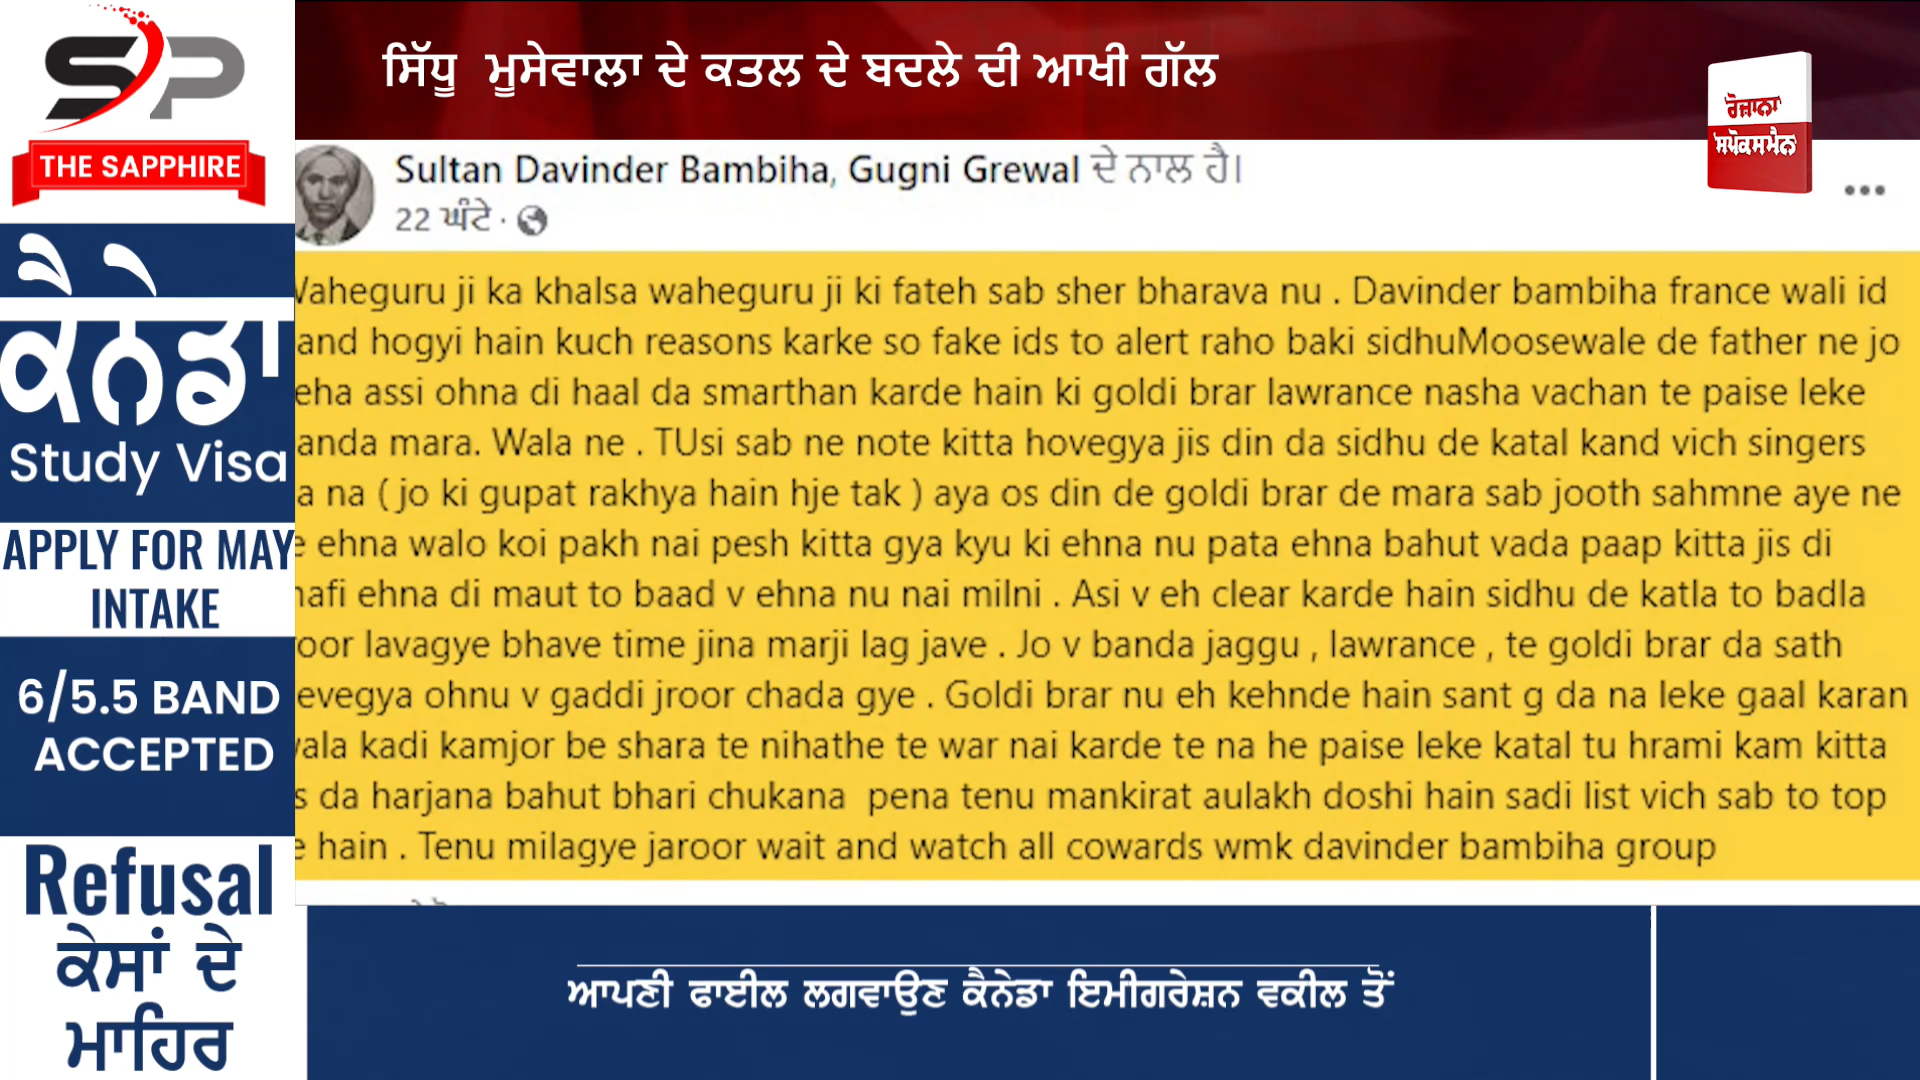 SP
THE SAPPHIRE
ਕੈਨੇਡਾ
Study Visa
APPLY FOR MAY
INTAKE
6/5.5 BAND
ACCEPTED
Refusal
ਕੇਸਾਂ ਦੇ
ਮਾਹਿਰ
ਸਿੱਧੂ ਮੂਸੇਵਾਲਾ ਦੇ ਕਤਲ ਦੇ ਬਦਲੇ ਦੀ ਆਖੀ ਗੱਲ
ਰੋਜ਼ਾਨਾ
ਸਪੋਕਸਮੈਨ
Sultan Davinder Bambiha, Gugni Grewal ਦੇ ਨਾਲ ਹੈ।
22 ਘੰਟੇ ·
Vaheguru ji ka khalsa waheguru ji ki fateh sab sher bharava nu . Davinder bambiha france wali id
and hogyi hain kuch reasons karke so fake ids to alert raho baki sidhuMoosewale de father ne jo
eha assi ohna di haal da smarthan karde hain ki goldi brar lawrance nasha vachan te paise leke
anda mara. Wala ne . TUsi sab ne note kitta hovegya jis din da sidhu de katal kand vich singers
a na ( jo ki gupat rakhya hain hje tak ) aya os din de goldi brar de mara sab jooth sahmne aye ne
e ehna walo koi pakh nai pesh kitta gya kyu ki ehna nu pata ehna bahut vada paap kitta jis di
nafi ehna di maut to baad v ehna nu nai milni . Asi v eh clear karde hain sidhu de katla to badla
oor lavagye bhave time jina marji lag jave . Jo v banda jaggu , lawrance , te goldi brar da sath
evegya ohnu v gaddi jroor chada gye . Goldi brar nu eh kehnde hain sant g da na leke gaal karan
vala kadi kamjor be shara te nihathe te war nai karde te na he paise leke katal tu hrami kam kitta
s da harjana bahut bhari chukana pena tenu mankirat aulakh doshi hain sadi list vich sab to top
e hain . Tenu milagye jaroor wait and watch all cowards wmk davinder bambiha group
ਆਪਣੀ ਫਾਈਲ ਲਗਵਾਉਣ ਕੈਨੇਡਾ ਇਮੀਗਰੇਸ਼ਨ ਵਕੀਲ ਤੋਂ